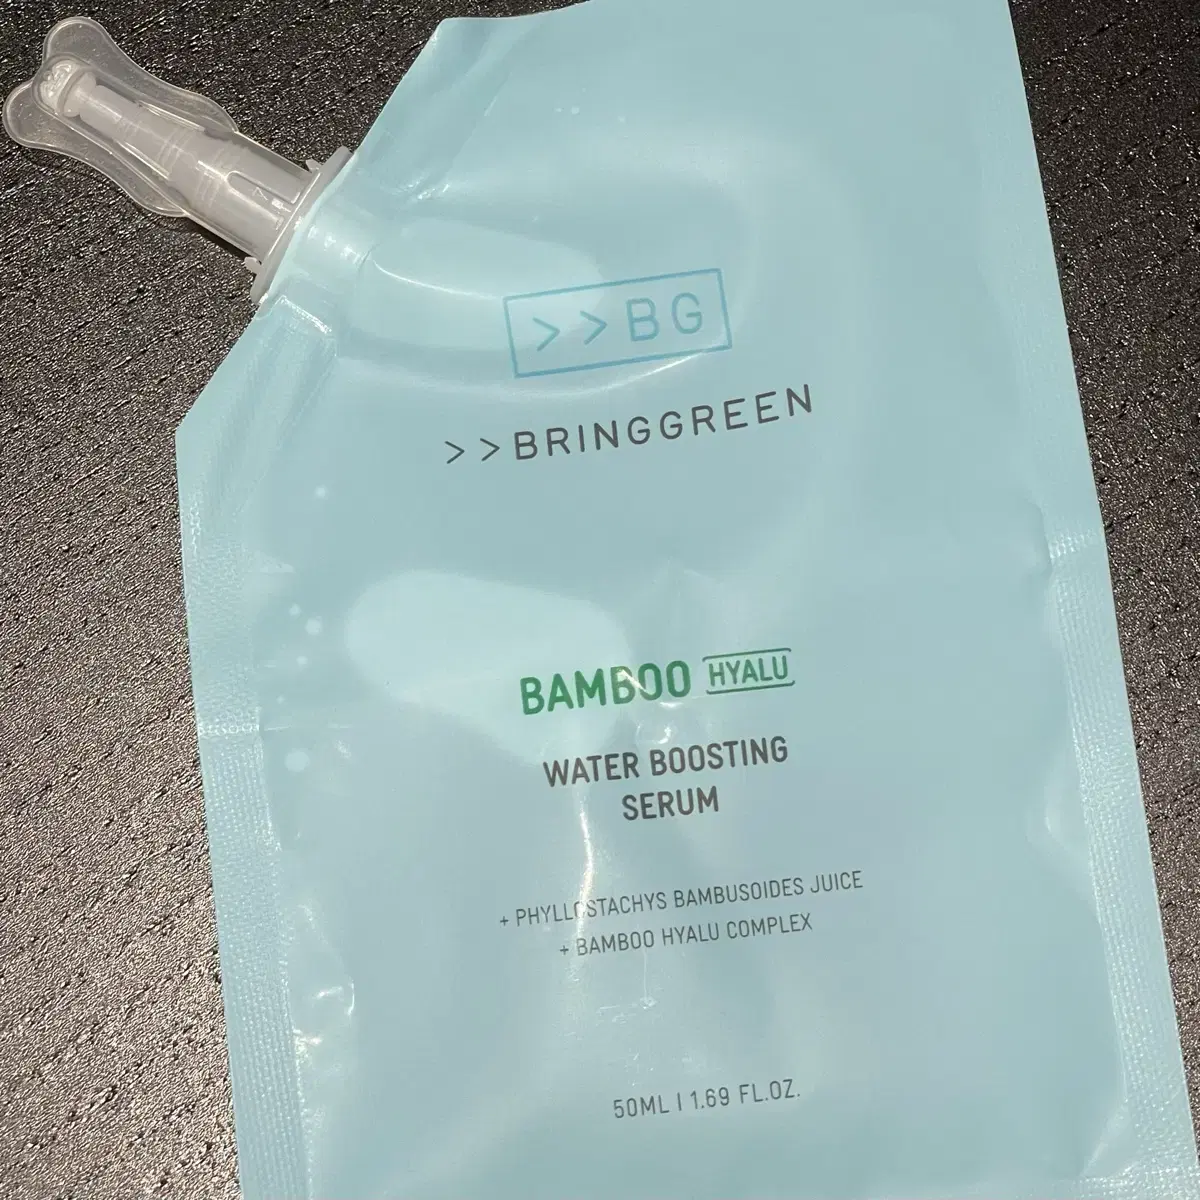 >>BG
>>BRINGGREEN
BAMBOO HYALU
WATER BOOSTING
SERUM
+ PHYLLOSTACHYS BAMBUSOIDES JUICE
+ BAMBOO HYALU COMPLEX
50ML | 1.69 FL.OZ.